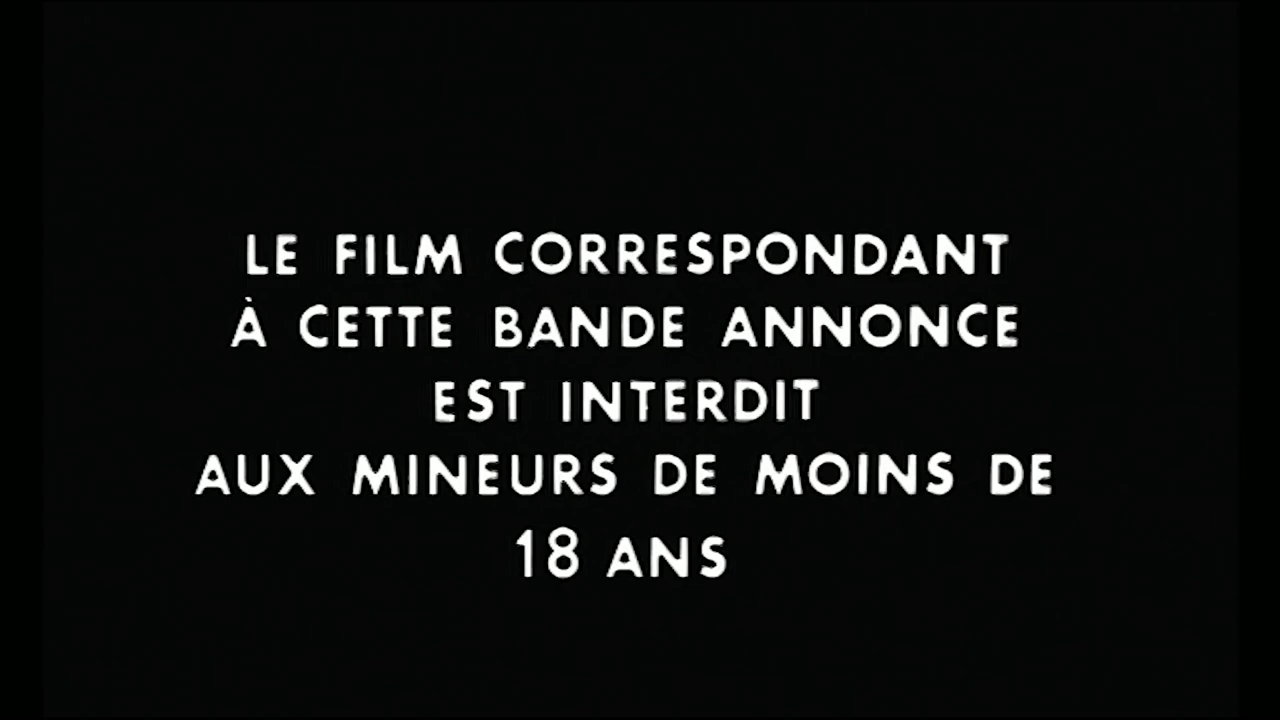 LE FILM CORRESPONDANT
À CETTE BANDE ANNONCE
EST INTERDIT
AUX MINEURS DE MOINS DE
18 ANS